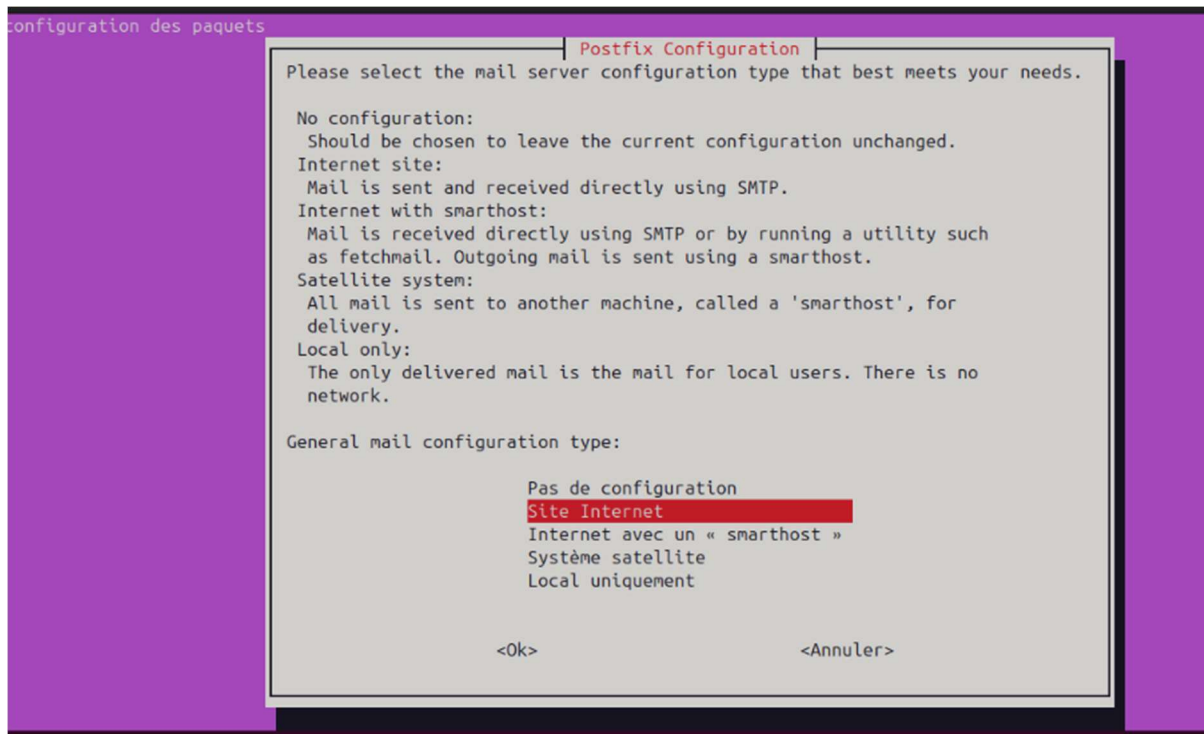 configuration des paquets
Postfix Configuration
Please select the mail server configuration type that best meets your needs.
No configuration:
Should be chosen to leave the current configuration unchanged.
Internet site:
Mail is sent and received directly using SMTP.
Internet with smarthost:
Mail is received directly using SMTP or by running a utility such
as fetchmail. Outgoing mail is sent using a smarthost.
Satellite system:
All mail is sent to another machine, called a 'smarthost', for
delivery.
Local only:
The only delivered mail is the mail for local users. There is no
network.
General mail configuration type:
Pas de configuration
Site Internet
Internet avec un « smarthost »
Système satellite
Local uniquement
<Ok> <Annuler>